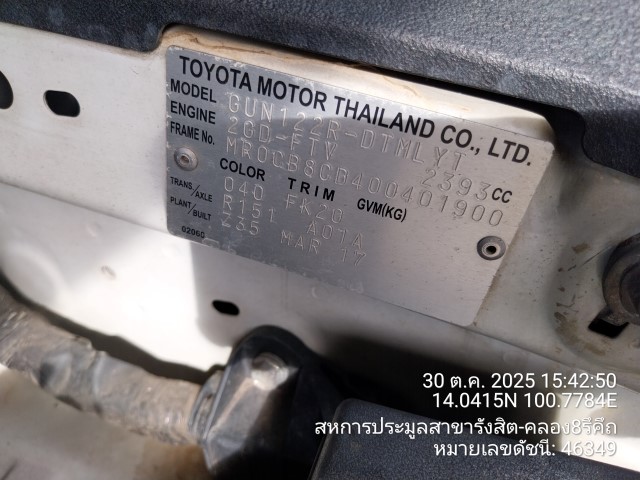 TOYOTA MOTOR THAILAND CO., LTD.
MODEL GUN122R-DTMLYT
ENGINE 2GD-FTV 2393 CC
FRAME No. MR0CB8CD400401900
COLOR TRIM GVM(KG)
040 FK20
TRANS/AXLE R151 A01A
PLANT/BUILT 235 MAR 17
02060
30 ต.ค. 2025 15:42:50
14.0415N 100.7784E
สหการประมูลสาขารังสิต-คลอง8รึคึถ
หมายเลขดัชนี: 46349